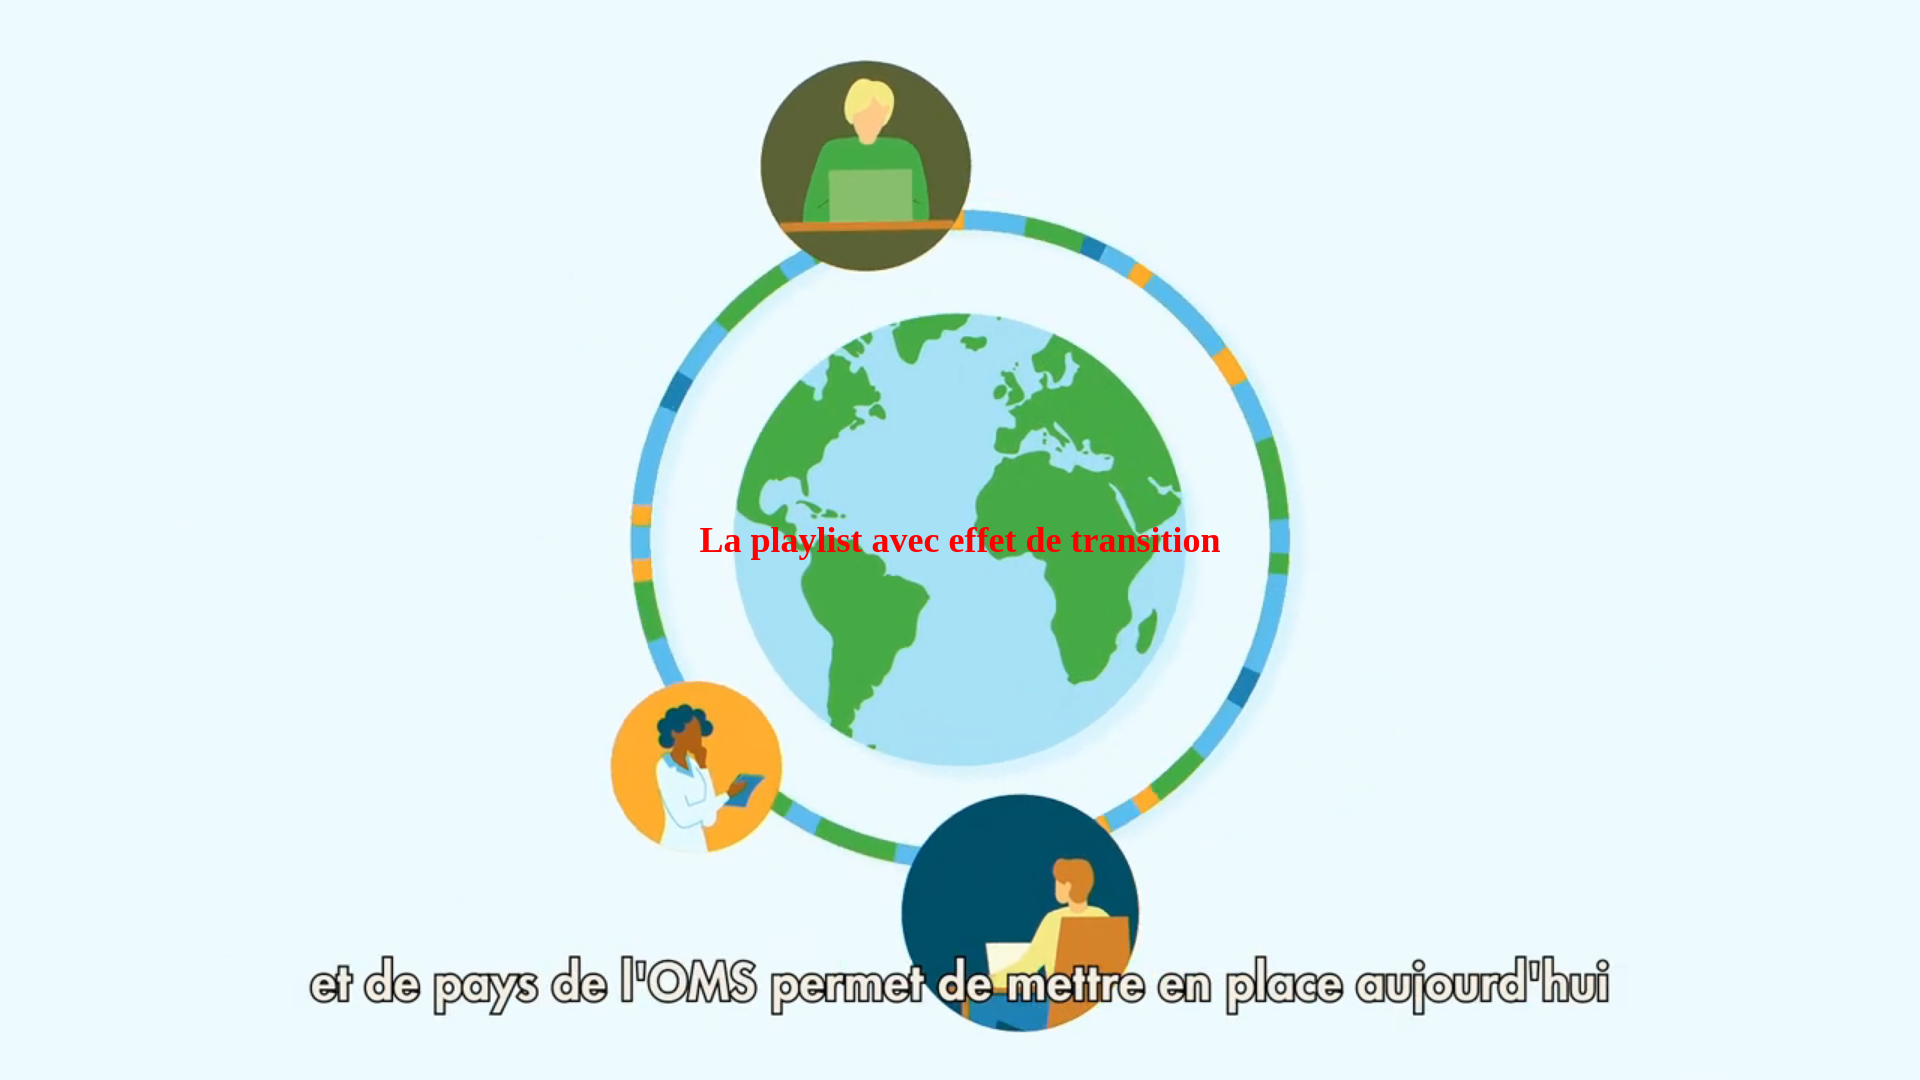 La playlist avec effet de transition
et de pays de l'OMS permet de mettre en place aujourd'hui